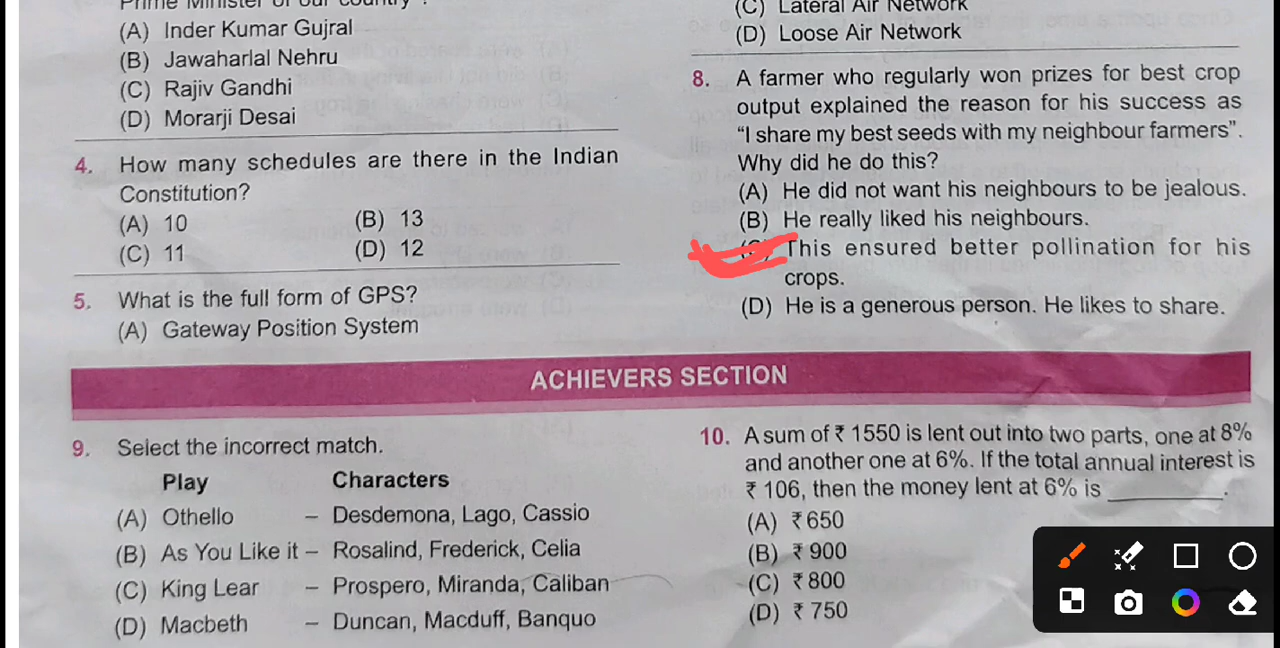 Prime Minister of our country ?
(A) Inder Kumar Gujral
(B) Jawaharlal Nehru
(C) Rajiv Gandhi
(D) Morarji Desai
4. How many schedules are there in the Indian
Constitution?
(A) 10 (B) 13
(C) 11 (D) 12
5. What is the full form of GPS?
(A) Gateway Position System
(C) Lateral Air Network
(D) Loose Air Network
8. A farmer who regularly won prizes for best crop
output explained the reason for his success as
“I share my best seeds with my neighbour farmers”.
Why did he do this?
(A) He did not want his neighbours to be jealous.
(B) He really liked his neighbours.
(C) This ensured better pollination for his
crops.
(D) He is a generous person. He likes to share.
ACHIEVERS SECTION
9. Select the incorrect match.
Play Characters
(A) Othello – Desdemona, Lago, Cassio
(B) As You Like it – Rosalind, Frederick, Celia
(C) King Lear – Prospero, Miranda, Caliban
(D) Macbeth – Duncan, Macduff, Banquo
10. A sum of ₹ 1550 is lent out into two parts, one at 8%
and another one at 6%. If the total annual interest is
₹ 106, then the money lent at 6% is ________.
(A) ₹ 650
(B) ₹ 900
(C) ₹ 800
(D) ₹ 750